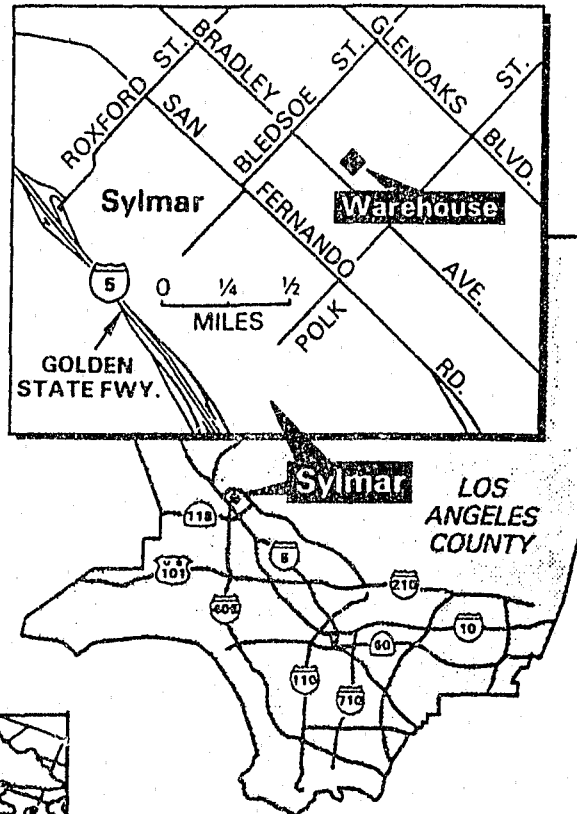 ROXFORD ST.
BRADLEY AVE.
GLENOAKS BLVD.
SAN FERNANDO RD.
BLEDSOE ST.
POLK ST.
Sylmar
Warehouse
5
0 ¼ ½
MILES
GOLDEN
STATE FWY.
Sylmar
LOS
ANGELES
COUNTY
118
5
U S
101
210
405
10
60
110
710